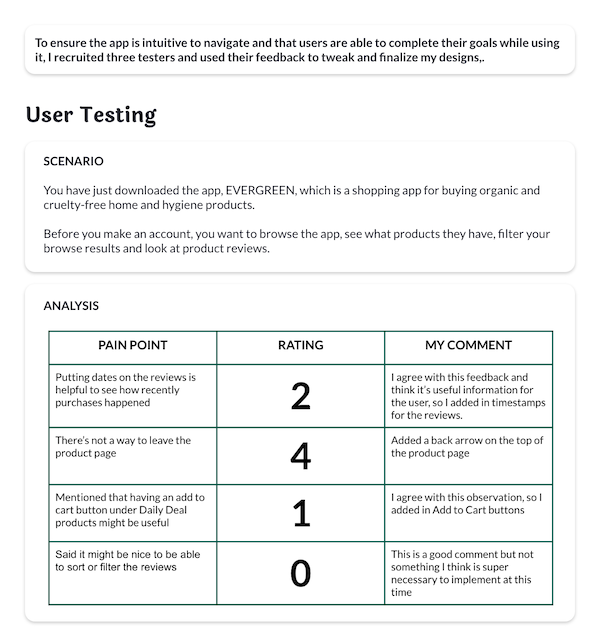 To ensure the app is intuitive to navigate and that users are able to complete their goals while using
it, I recruited three testers and used their feedback to tweak and finalize my designs,.
User Testing
SCENARIO
You have just downloaded the app, EVERGREEN, which is a shopping app for buying organic and
cruelty-free home and hygiene products.
Before you make an account, you want to browse the app, see what products they have, filter your
browse results and look at product reviews.
ANALYSIS
PAIN POINT
RATING
MY COMMENT
Putting dates on the reviews is
helpful to see how recently
purchases happened
2
I agree with this feedback and
think it's useful information for
the user, so I added in timestamps
for the reviews.
There's not a way to leave the
product page
4
Added a back arrow on the top of
the product page
Mentioned that having an add to
cart button under Daily Deal
products might be useful
1
I agree with this observation, so I
added in Add to Cart buttons
Said it might be nice to be able
to sort or filter the reviews
0
This is a good comment but not
something I think is super
necessary to implement at this
time